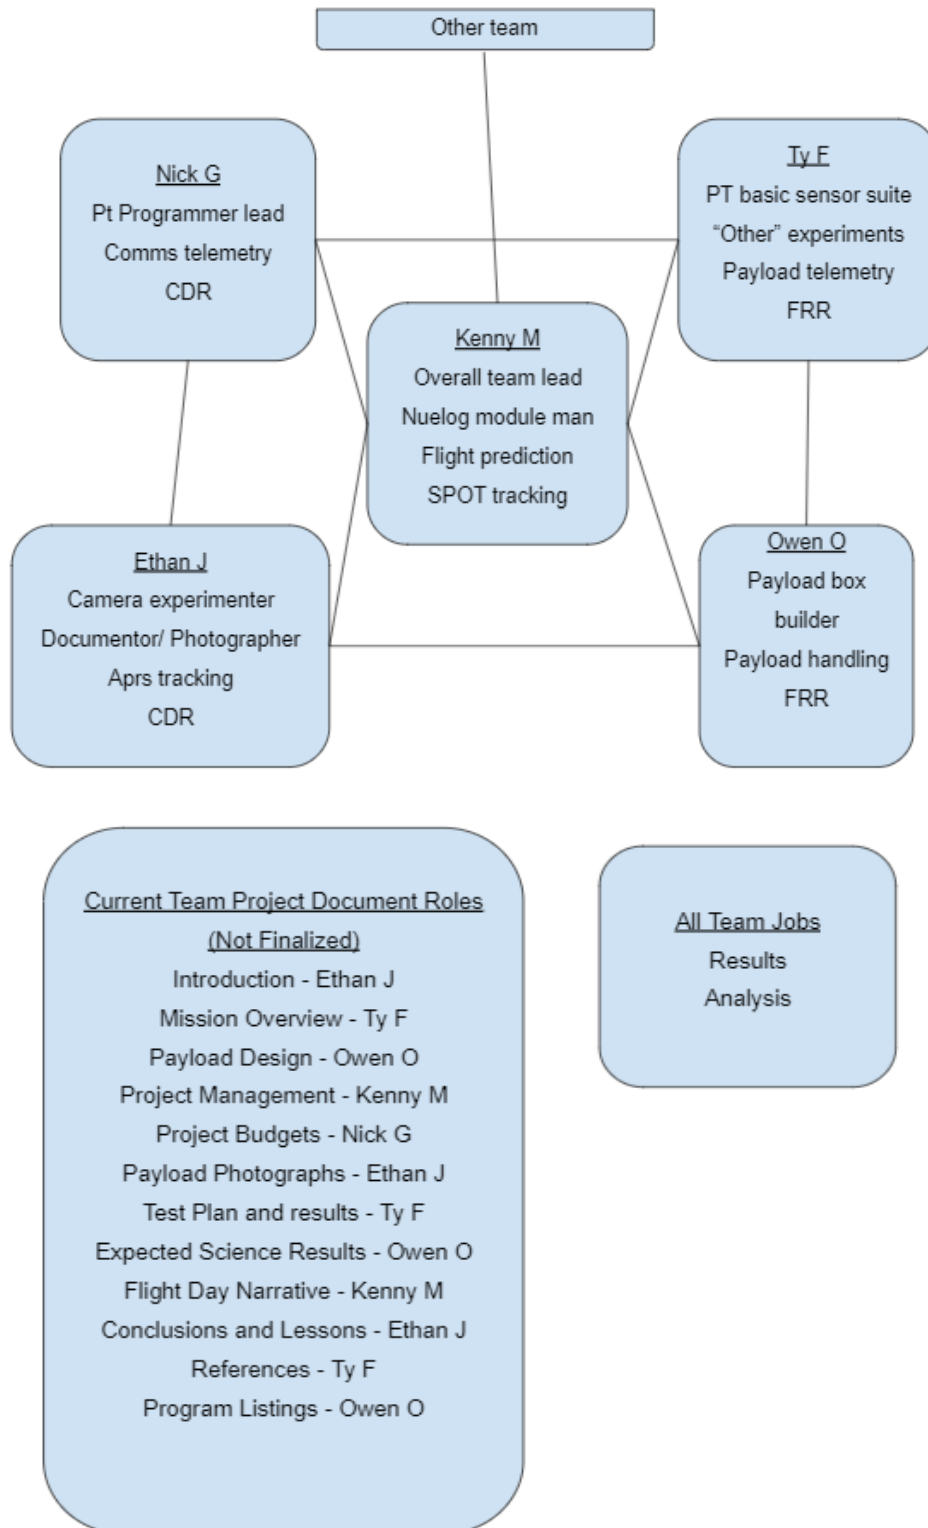 Other team
Nick G
Pt Programmer lead
Comms telemetry
CDR
Ty F
PT basic sensor suite
“Other” experiments
Payload telemetry
FRR
Kenny M
Overall team lead
Nuelog module man
Flight prediction
SPOT tracking
Ethan J
Camera experimenter
Documentor/ Photographer
Aprs tracking
CDR
Owen O
Payload box
builder
Payload handling
FRR
Current Team Project Document Roles
(Not Finalized)
Introduction - Ethan J
Mission Overview - Ty F
Payload Design - Owen O
Project Management - Kenny M
Project Budgets - Nick G
Payload Photographs - Ethan J
Test Plan and results - Ty F
Expected Science Results - Owen O
Flight Day Narrative - Kenny M
Conclusions and Lessons - Ethan J
References - Ty F
Program Listings - Owen O
All Team Jobs
Results
Analysis